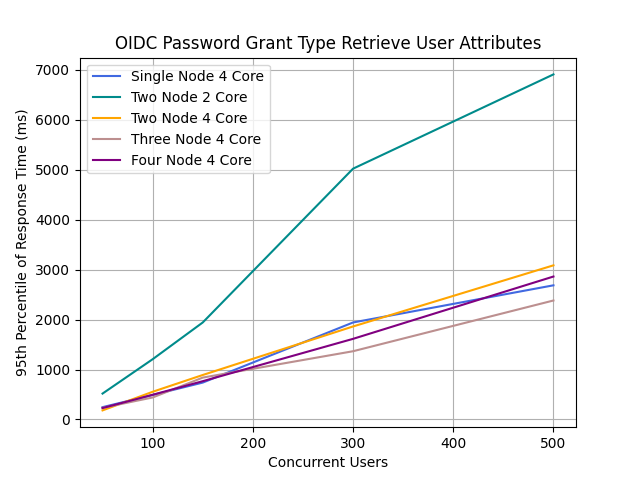 OIDC Password Grant Type Retrieve User Attributes
Single Node 4 Core
Two Node 2 Core
Two Node 4 Core
Three Node 4 Core
Four Node 4 Core
95th Percentile of Response Time (ms)
7000
6000
5000
4000
3000
2000
1000
0
100
200
300
400
500
Concurrent Users